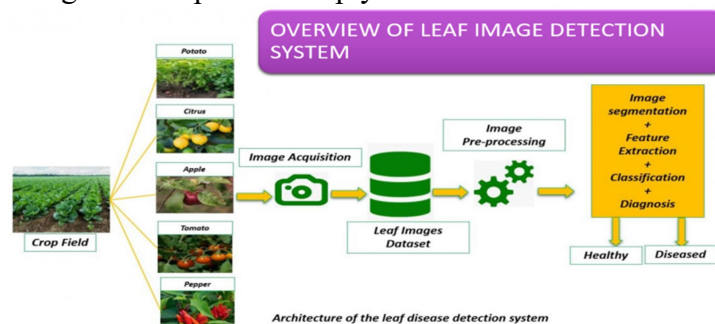 OVERVIEW OF LEAF IMAGE DETECTION
SYSTEM
Potato
Citrus
Apple
Tomato
Pepper
Crop Field
Image Acquisition
Leaf Images
Dataset
Image
Pre-processing
Image
segmentation
+
Feature
Extraction
+
Classification
+
Diagnosis
Healthy
Diseased
Architecture of the leaf disease detection system